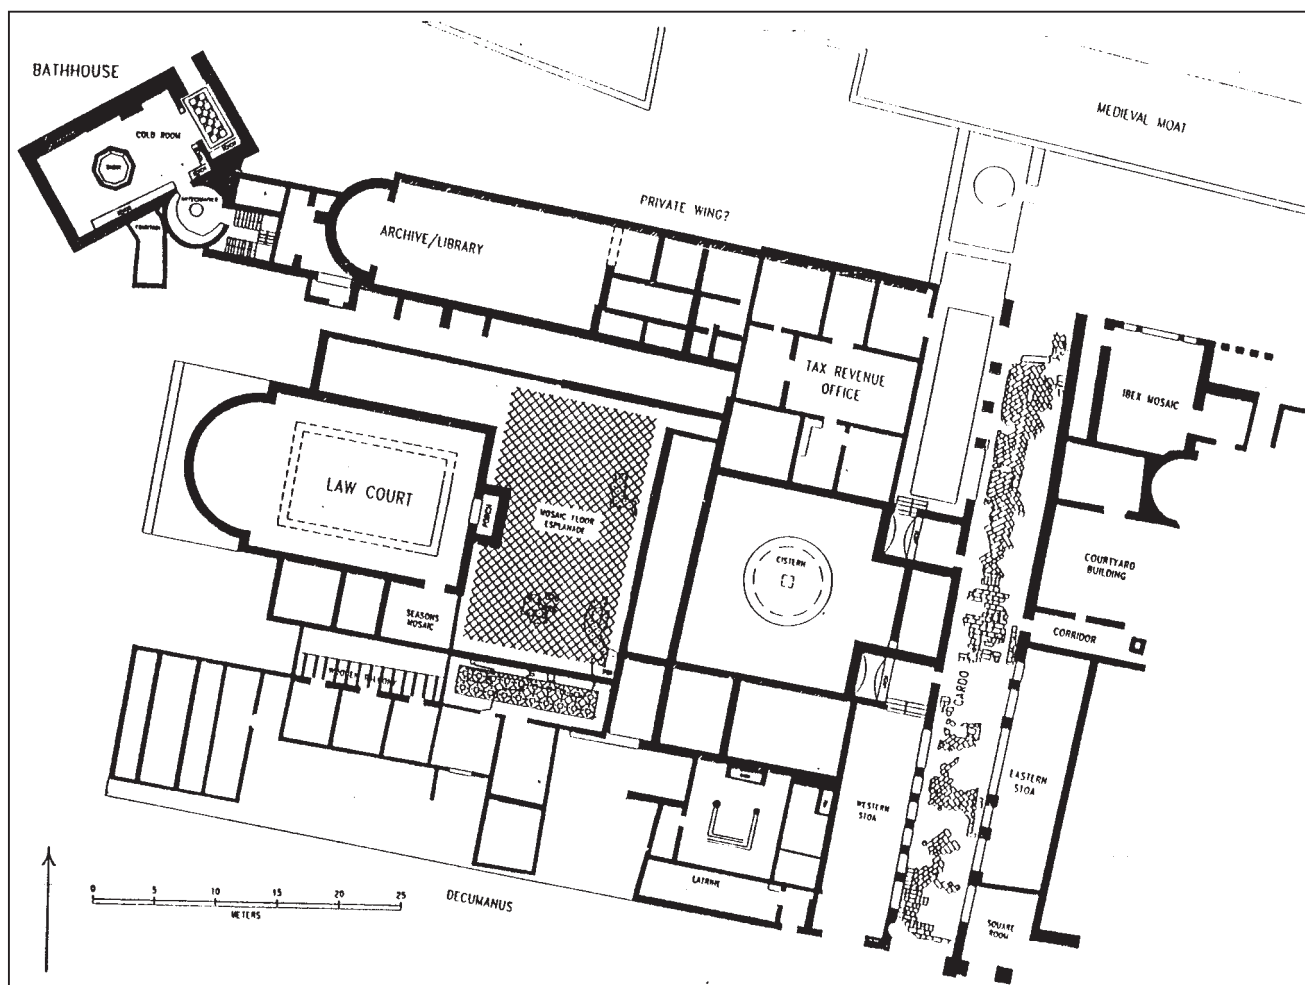 BATHHOUSE
MEDIEVAL MOAT
COLD ROOM
PRIVATE WING?
ARCHIVE/LIBRARY
TAX REVENUE
OFFICE
IBEX MOSAIC
LAW COURT
PORCH
MOSAIC FLOOR
ESPLANADE
CISTERN
COURTYARD
BUILDING
SEASONS
MOSAIC
CORRIDOR
WOODEN BALCONY
CARDO
EASTERN
STOA
WESTERN
STOA
LATRINE
DECUMANUS
SQUARE
ROOM
0 5 10 15 20 25
METERS